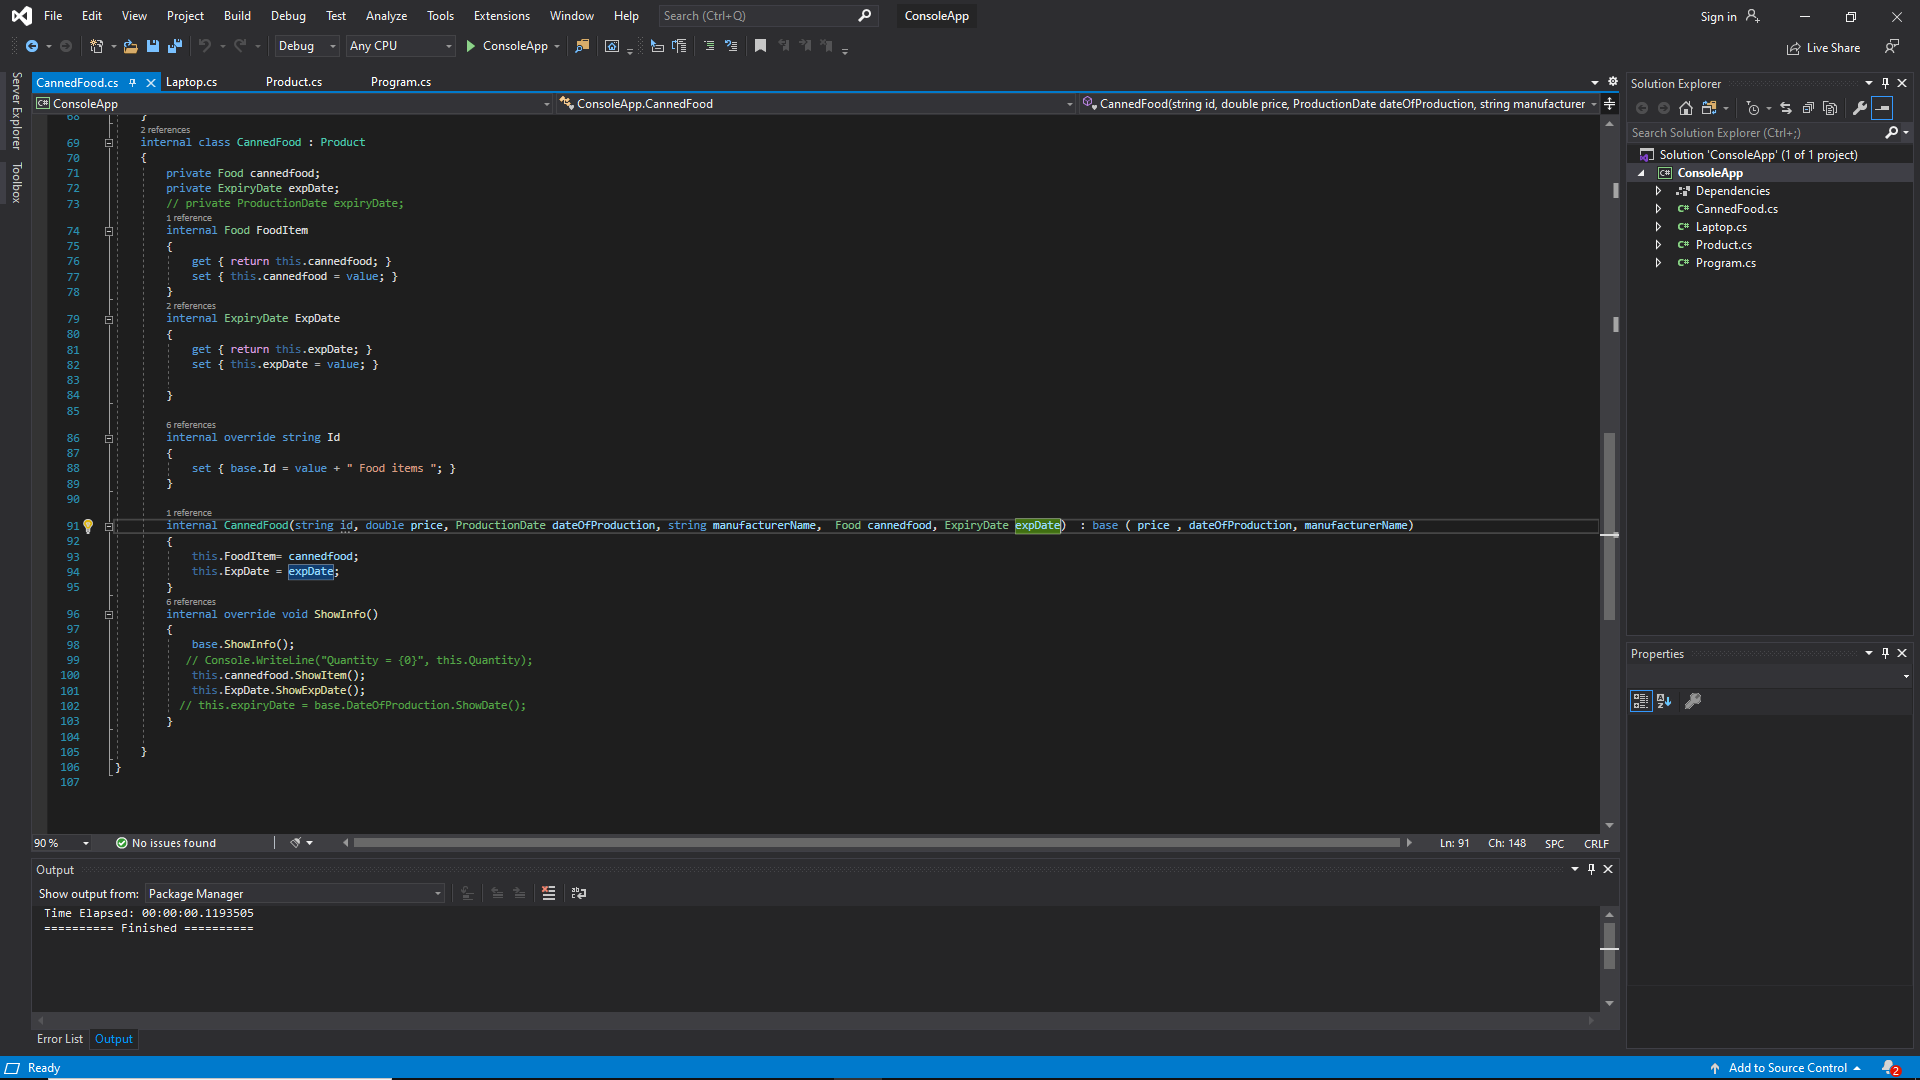 File Edit View Project Build Debug Test Analyze Tools Extensions Window Help Search (Ctrl+Q) ConsoleApp Sign in
Debug Any CPU ConsoleApp Live Share
Server Explorer
Toolbox
CannedFood.cs Laptop.cs Product.cs Program.cs
C# ConsoleApp ConsoleApp.CannedFood CannedFood(string id, double price, ProductionDate dateOfProduction, string manufacturer
68 }
2 references
69 internal class CannedFood : Product
70 {
71 private Food cannedfood;
72 private ExpiryDate expDate;
73 // private ProductionDate expiryDate;
1 reference
74 internal Food FoodItem
75 {
76 get { return this.cannedfood; }
77 set { this.cannedfood = value; }
78 }
2 references
79 internal ExpiryDate ExpDate
80 {
81 get { return this.expDate; }
82 set { this.expDate = value; }
83
84 }
85
6 references
86 internal override string Id
87 {
88 set { base.Id = value + " Food items "; }
89 }
90
1 reference
91 internal CannedFood(string id, double price, ProductionDate dateOfProduction, string manufacturerName,  Food cannedfood, ExpiryDate expDate)  : base ( price , dateOfProduction, manufacturerName)
92 {
93 this.FoodItem= cannedfood;
94 this.ExpDate = expDate;
95 }
6 references
96 internal override void ShowInfo()
97 {
98 base.ShowInfo();
99 // Console.WriteLine("Quantity = {0}", this.Quantity);
100 this.cannedfood.ShowItem();
101 this.ExpDate.ShowExpDate();
102 // this.expiryDate = base.DateOfProduction.ShowDate();
103 }
104
105 }
106 }
107
90 % No issues found Ln: 91 Ch: 148 SPC CRLF
Output
Show output from: Package Manager
Time Elapsed: 00:00:00.1193505
========== Finished ==========
Error List Output
Solution Explorer
Search Solution Explorer (Ctrl+;)
Solution 'ConsoleApp' (1 of 1 project)
C# ConsoleApp
Dependencies
C# CannedFood.cs
C# Laptop.cs
C# Product.cs
C# Program.cs
Properties
Ready Add to Source Control 2